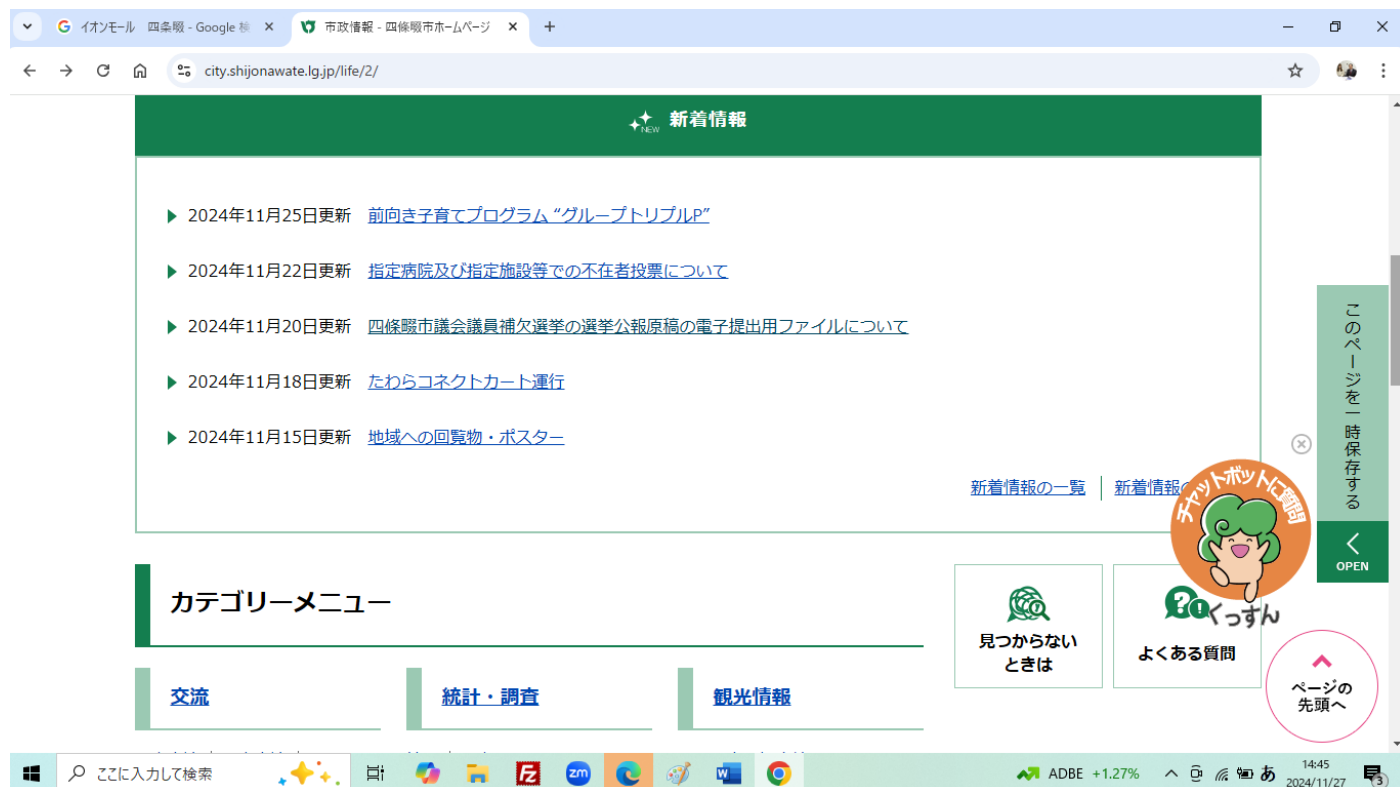 イオンモール 四条畷 - Google 検
市政情報 - 四條畷市ホームページ
city.shijonawate.lg.jp/life/2/
NEW 新着情報
2024年11月25日更新 前向き子育てプログラム “グループトリプルP”
2024年11月22日更新 指定病院及び指定施設等での不在者投票について
2024年11月20日更新 四條畷市議会議員補欠選挙の選挙公報原稿の電子提出用ファイルについて
2024年11月18日更新 たわらコネクトカート運行
2024年11月15日更新 地域への回覧物・ポスター
新着情報の一覧
新着情報
このページを一時保存する
OPEN
チャットボットに質問
くっすん
カテゴリーメニュー
見つからない
ときは
よくある質問
ページの
先頭へ
交流
統計・調査
観光情報
ここに入力して検索
zm
ADBE +1.27%
あ
14:45
2024/11/27
3